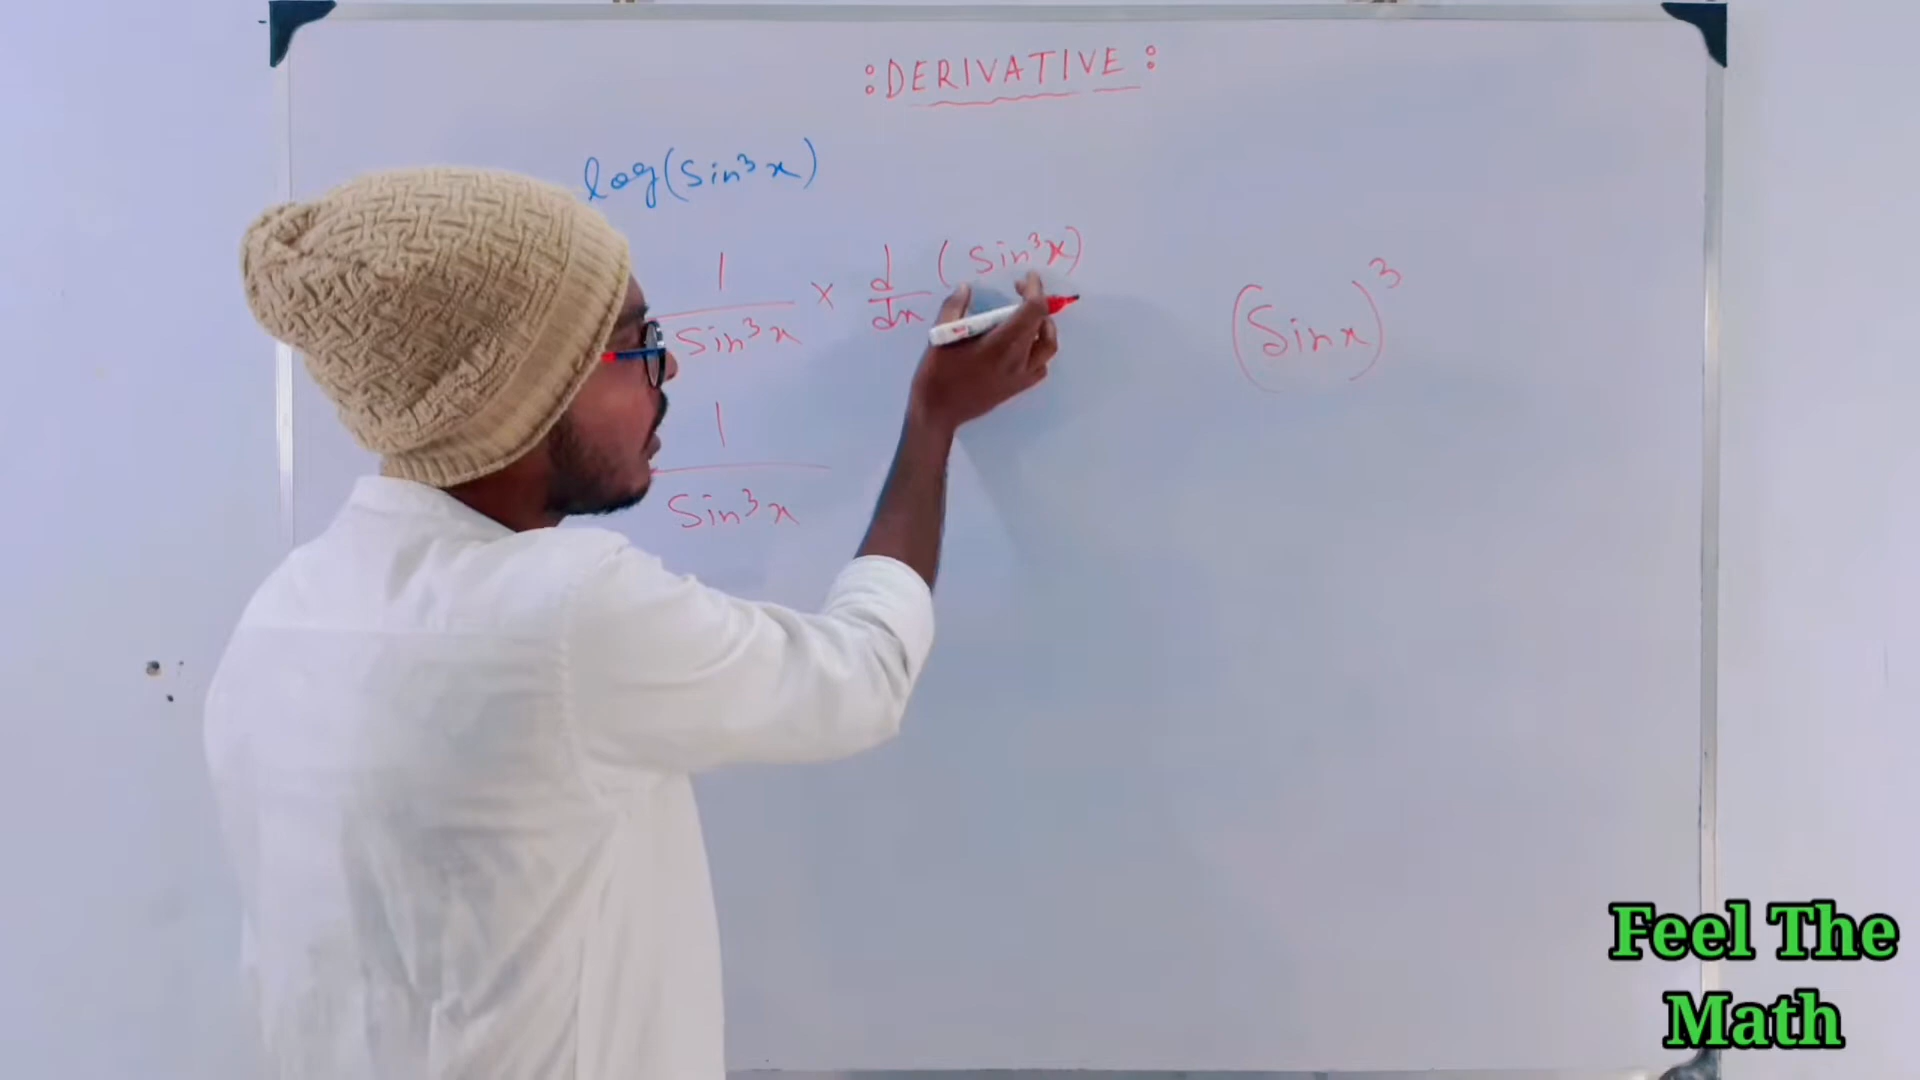 : DERIVATIVE :
log(Sin³x)
1/Sin³x × d/dx (Sin³x)
(Sinx)³
1/Sin³x
Feel The
Math